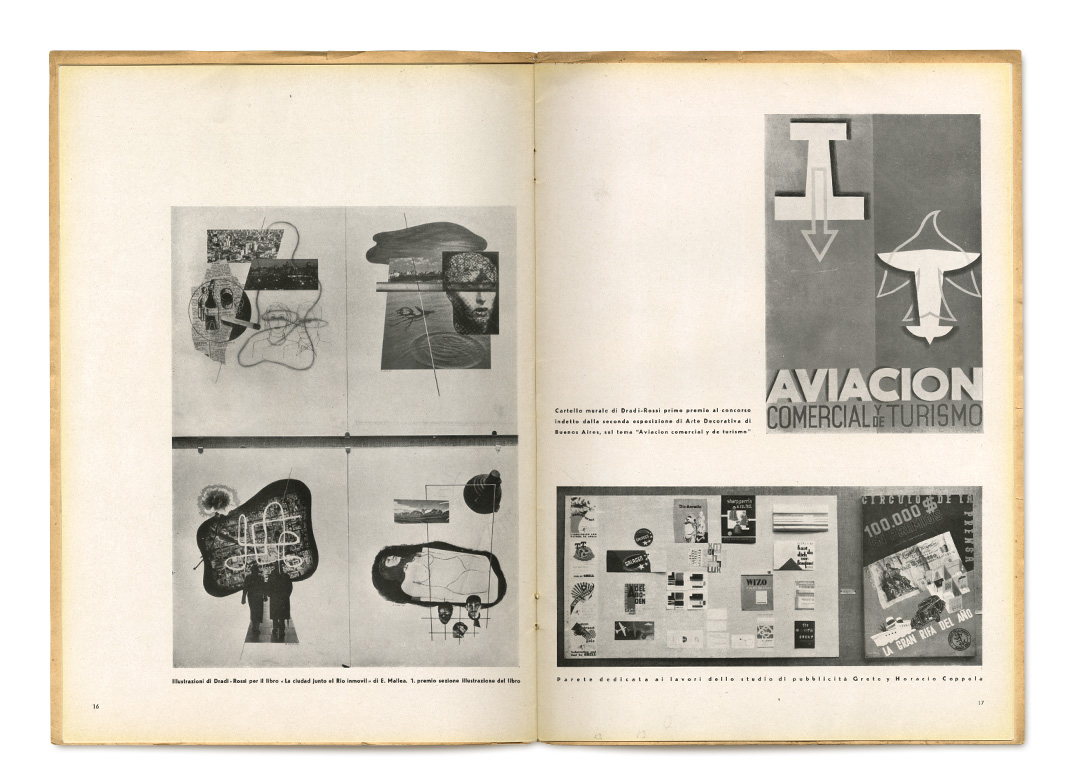 Illustrazioni di Dradi-Rossi per il libro «La ciudad junto el Rio inmovil» di E. Mallea. 1. premio sezione illustrazione del libro
16
AVIACION
COMERCIAL Y DE TURISMO
Cartello murale di Dradi-Rossi primo premio al concorso
indetto dalla seconda esposizione di Arte Decorativa di
Buenos Aires, sul tema "Aviacion comercial y de turismo"
WIZO
CIRCULO DE LA
PRENSA
100.000 $
LA GRAN RIFA DEL AÑO
Parete dedicata ai lavori dello studio di pubblicità Grete y Horacio Coppola
17